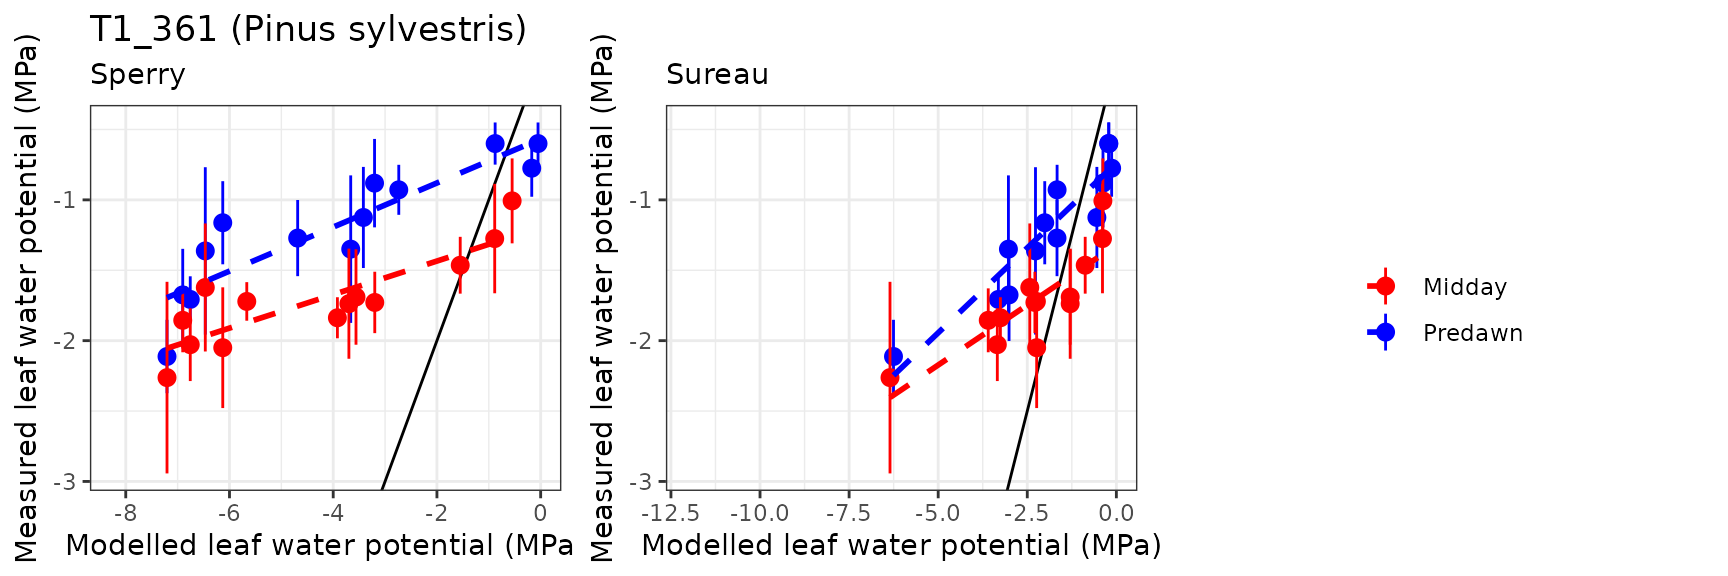 T1_361 (Pinus sylvestris)
Sperry
Measured leaf water potential (MPa)
-1
-2
-3
-8 -6 -4 -2 0
Modelled leaf water potential (MPa
Sureau
Measured leaf water potential (MPa)
-1
-2
-3
-12.5 -10.0 -7.5 -5.0 -2.5 0.0
Modelled leaf water potential (MPa)
Midday
Predawn